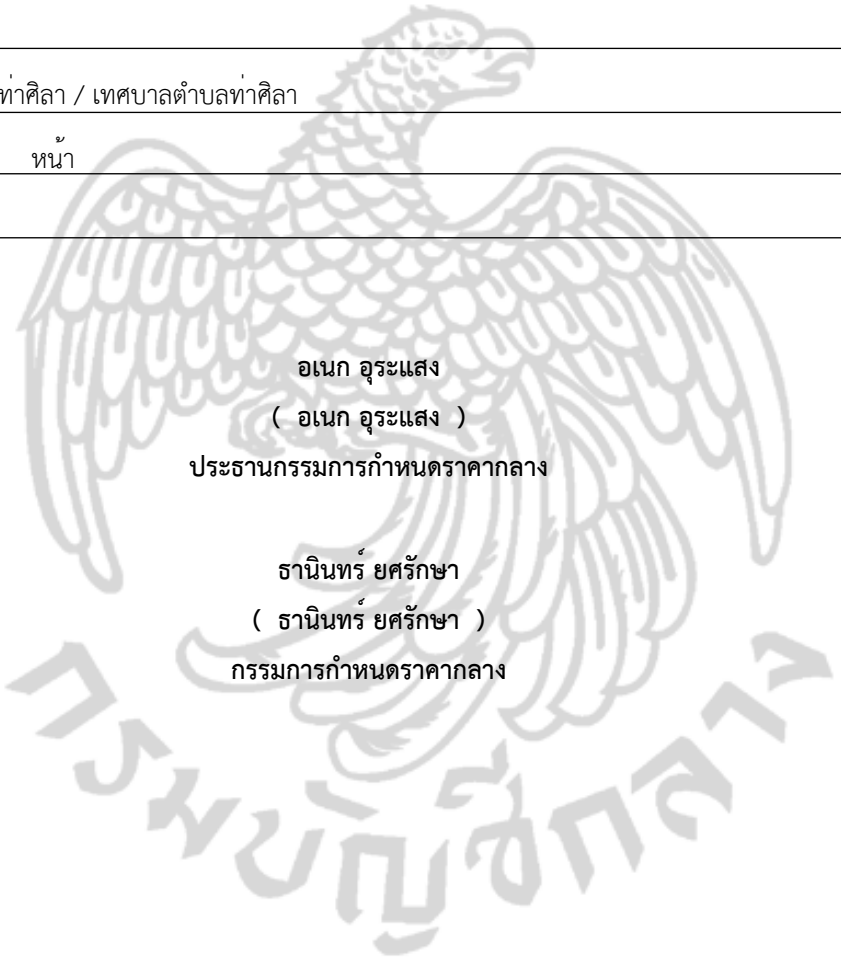 ท่าศิลา / เทศบาลตำบลท่าศิลา
หน้า
อเนก อุระแสง
( อเนก อุระแสง )
ประธานกรรมการกำหนดราคากลาง
ธานินทร์ ยศรักษา
( ธานินทร์ ยศรักษา )
กรรมการกำหนดราคากลาง
กรมบัญชีกลาง